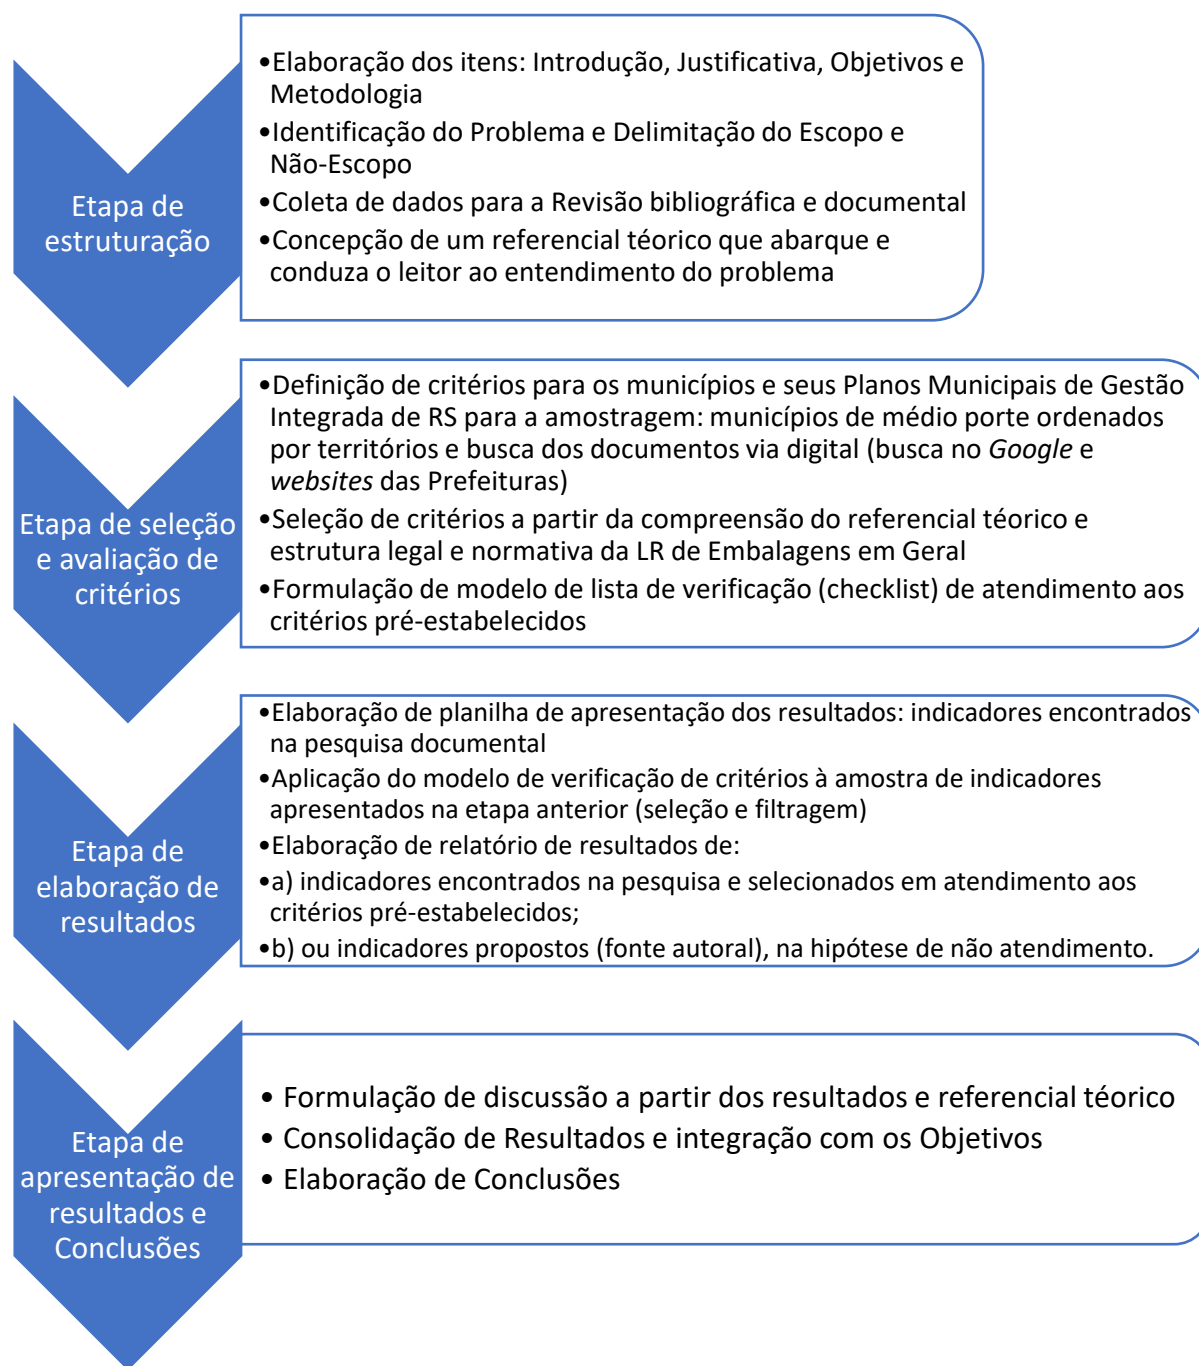 Etapa de
estruturação
•Elaboração dos itens: Introdução, Justificativa, Objetivos e
Metodologia
•Identificação do Problema e Delimitação do Escopo e
Não-Escopo
•Coleta de dados para a Revisão bibliográfica e documental
•Concepção de um referencial téorico que abarque e
conduza o leitor ao entendimento do problema
Etapa de seleção
e avaliação de
critérios
•Definição de critérios para os municípios e seus Planos Municipais de Gestão
Integrada de RS para a amostragem: municípios de médio porte ordenados
por territórios e busca dos documentos via digital (busca no Google e
websites das Prefeituras)
•Seleção de critérios a partir da compreensão do referencial téorico e
estrutura legal e normativa da LR de Embalagens em Geral
•Formulação de modelo de lista de verificação (checklist) de atendimento aos
critérios pré-estabelecidos
Etapa de
elaboração de
resultados
•Elaboração de planilha de apresentação dos resultados: indicadores encontrados
na pesquisa documental
•Aplicação do modelo de verificação de critérios à amostra de indicadores
apresentados na etapa anterior (seleção e filtragem)
•Elaboração de relatório de resultados de:
•a) indicadores encontrados na pesquisa e selecionados em atendimento aos
critérios pré-estabelecidos;
•b) ou indicadores propostos (fonte autoral), na hipótese de não atendimento.
Etapa de
apresentação de
resultados e
Conclusões
• Formulação de discussão a partir dos resultados e referencial téorico
• Consolidação de Resultados e integração com os Objetivos
• Elaboração de Conclusões